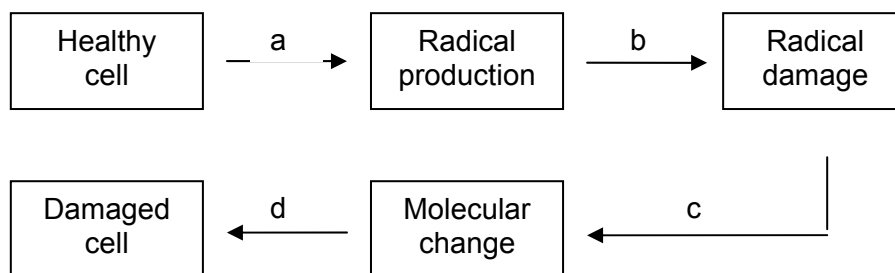 Healthy
cell
a
Radical
production
b
Radical
damage
c
Molecular
change
d
Damaged
cell